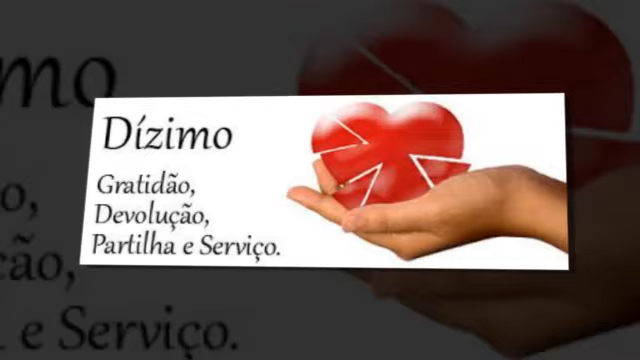 Dízimo
Gratidão,
Devolução,
Partilha e Serviço.